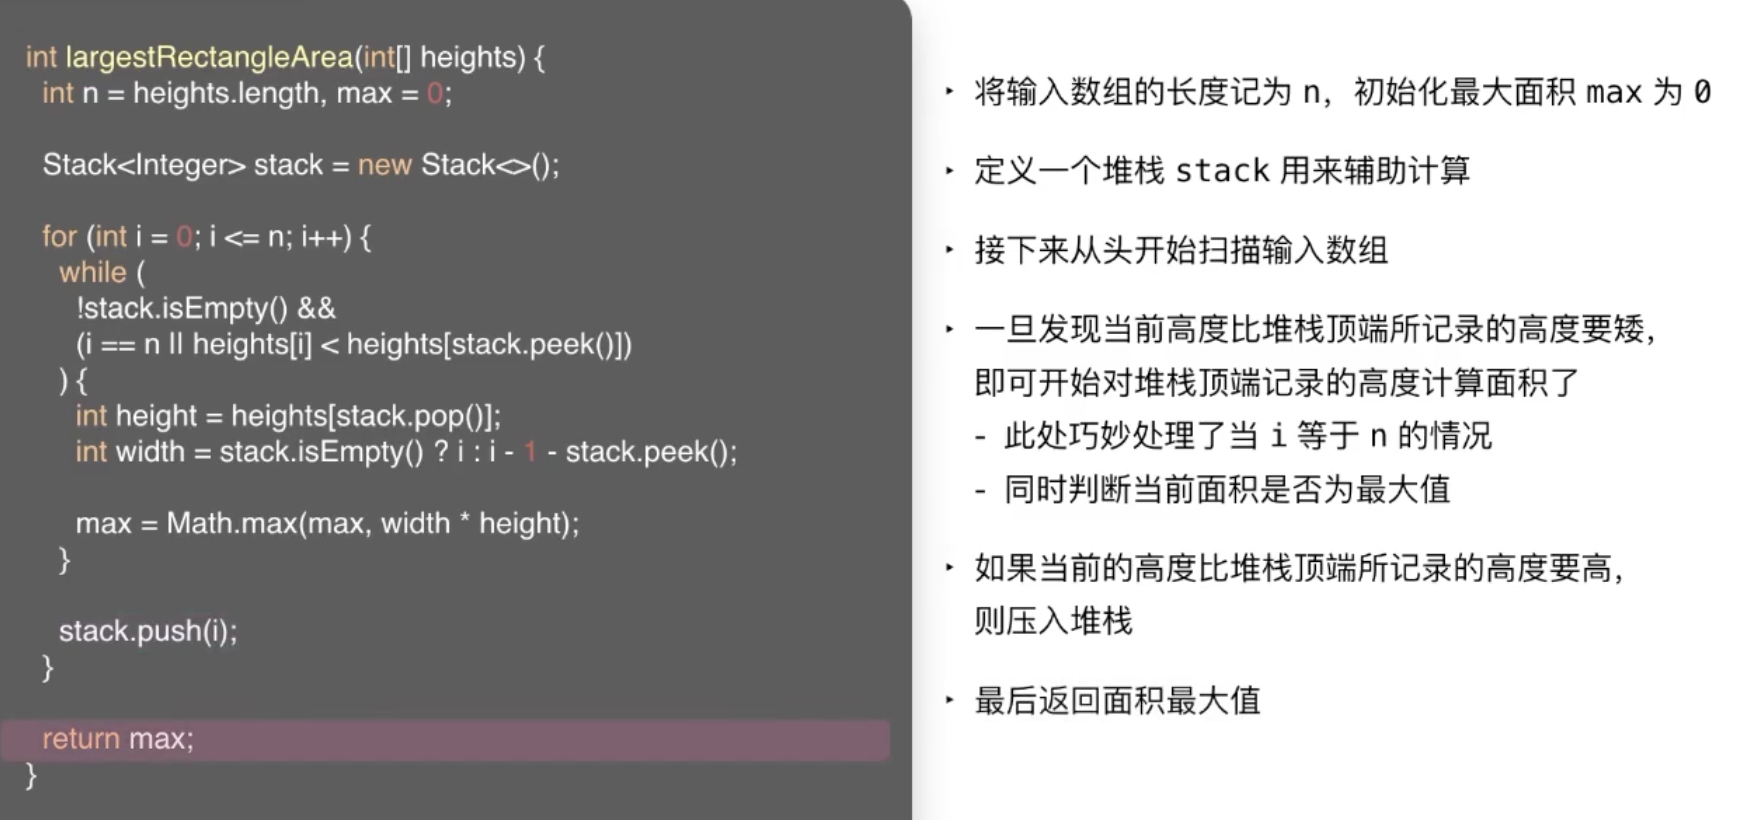 int largestRectangleArea(int[] heights) {
int n = heights.length, max = 0;
Stack<Integer> stack = new Stack<>();
for (int i = 0; i <= n; i++) {
while (
!stack.isEmpty() &&
(i == n || heights[i] < heights[stack.peek()])
) {
int height = heights[stack.pop()];
int width = stack.isEmpty() ? i : i - 1 - stack.peek();
max = Math.max(max, width * height);
}
stack.push(i);
}
return max;
}
‣ 将输入数组的长度记为 n，初始化最大面积 max 为 0
‣ 定义一个堆栈 stack 用来辅助计算
‣ 接下来从头开始扫描输入数组
‣ 一旦发现当前高度比堆栈顶端所记录的高度要矮，
即可开始对堆栈顶端记录的高度计算面积了
- 此处巧妙处理了当 i 等于 n 的情况
- 同时判断当前面积是否为最大值
‣ 如果当前的高度比堆栈顶端所记录的高度要高，
则压入堆栈
‣ 最后返回面积最大值